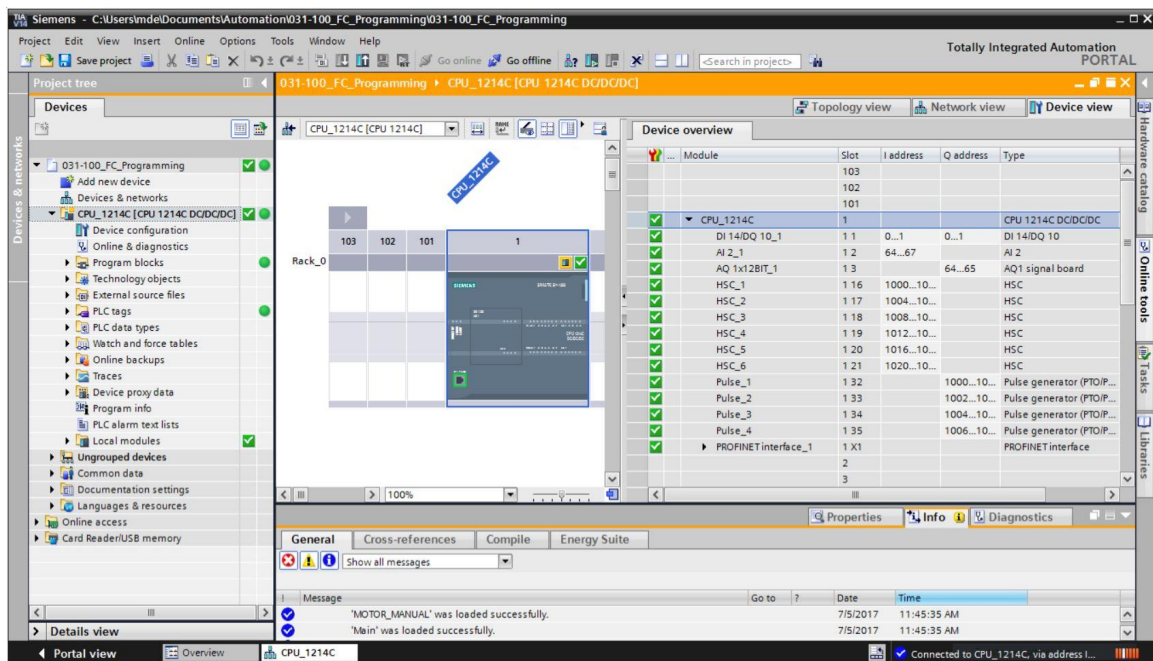 TIA V14 Siemens - C:\Users\mde\Documents\Automation\031-100_FC_Programming\031-100_FC_Programming
Project Edit View Insert Online Options Tools Window Help
Totally Integrated Automation
PORTAL
Save project Go online Go offline <Search in project>
Project tree
031-100_FC_Programming CPU_1214C [CPU 1214C DC/DC/DC]
Devices
Topology view Network view Device view
CPU_1214C [CPU 1214C]
Device overview
Devices & networks
031-100_FC_Programming
Add new device
Devices & networks
CPU_1214C [CPU 1214C DC/DC/DC]
Device configuration
Online & diagnostics
Program blocks
Technology objects
External source files
PLC tags
PLC data types
Watch and force tables
Online backups
Traces
Device proxy data
Program info
PLC alarm text lists
Local modules
Ungrouped devices
Common data
Documentation settings
Languages & resources
Online access
Card Reader/USB memory
CPU_1214C
103 102 101 1
Rack_0
SIEMENS
100%
... Module Slot I address Q address Type
103
102
101
CPU_1214C 1 CPU 1214C DC/DC/DC
DI 14/DQ 10_1 1 1 0...1 0...1 DI 14/DQ 10
AI 2_1 1 2 64...67 AI 2
AQ 1x12BIT_1 1 3 64...65 AQ1 signal board
HSC_1 1 16 1000...10... HSC
HSC_2 1 17 1004...10... HSC
HSC_3 1 18 1008...10... HSC
HSC_4 1 19 1012...10... HSC
HSC_5 1 20 1016...10... HSC
HSC_6 1 21 1020...10... HSC
Pulse_1 1 32 1000...10... Pulse generator (PTO/P...
Pulse_2 1 33 1002...10... Pulse generator (PTO/P...
Pulse_3 1 34 1004...10... Pulse generator (PTO/P...
Pulse_4 1 35 1006...10... Pulse generator (PTO/P...
PROFINET interface_1 1 X1 PROFINET interface
2
3
Hardware catalog
Online tools
Tasks
Libraries
Properties Info Diagnostics
General Cross-references Compile Energy Suite
Show all messages
! Message Go to ? Date Time
'MOTOR_MANUAL' was loaded successfully. 7/5/2017 11:45:35 AM
'Main' was loaded successfully. 7/5/2017 11:45:35 AM
Details view
Portal view Overview CPU_1214C Connected to CPU_1214C, via address I...